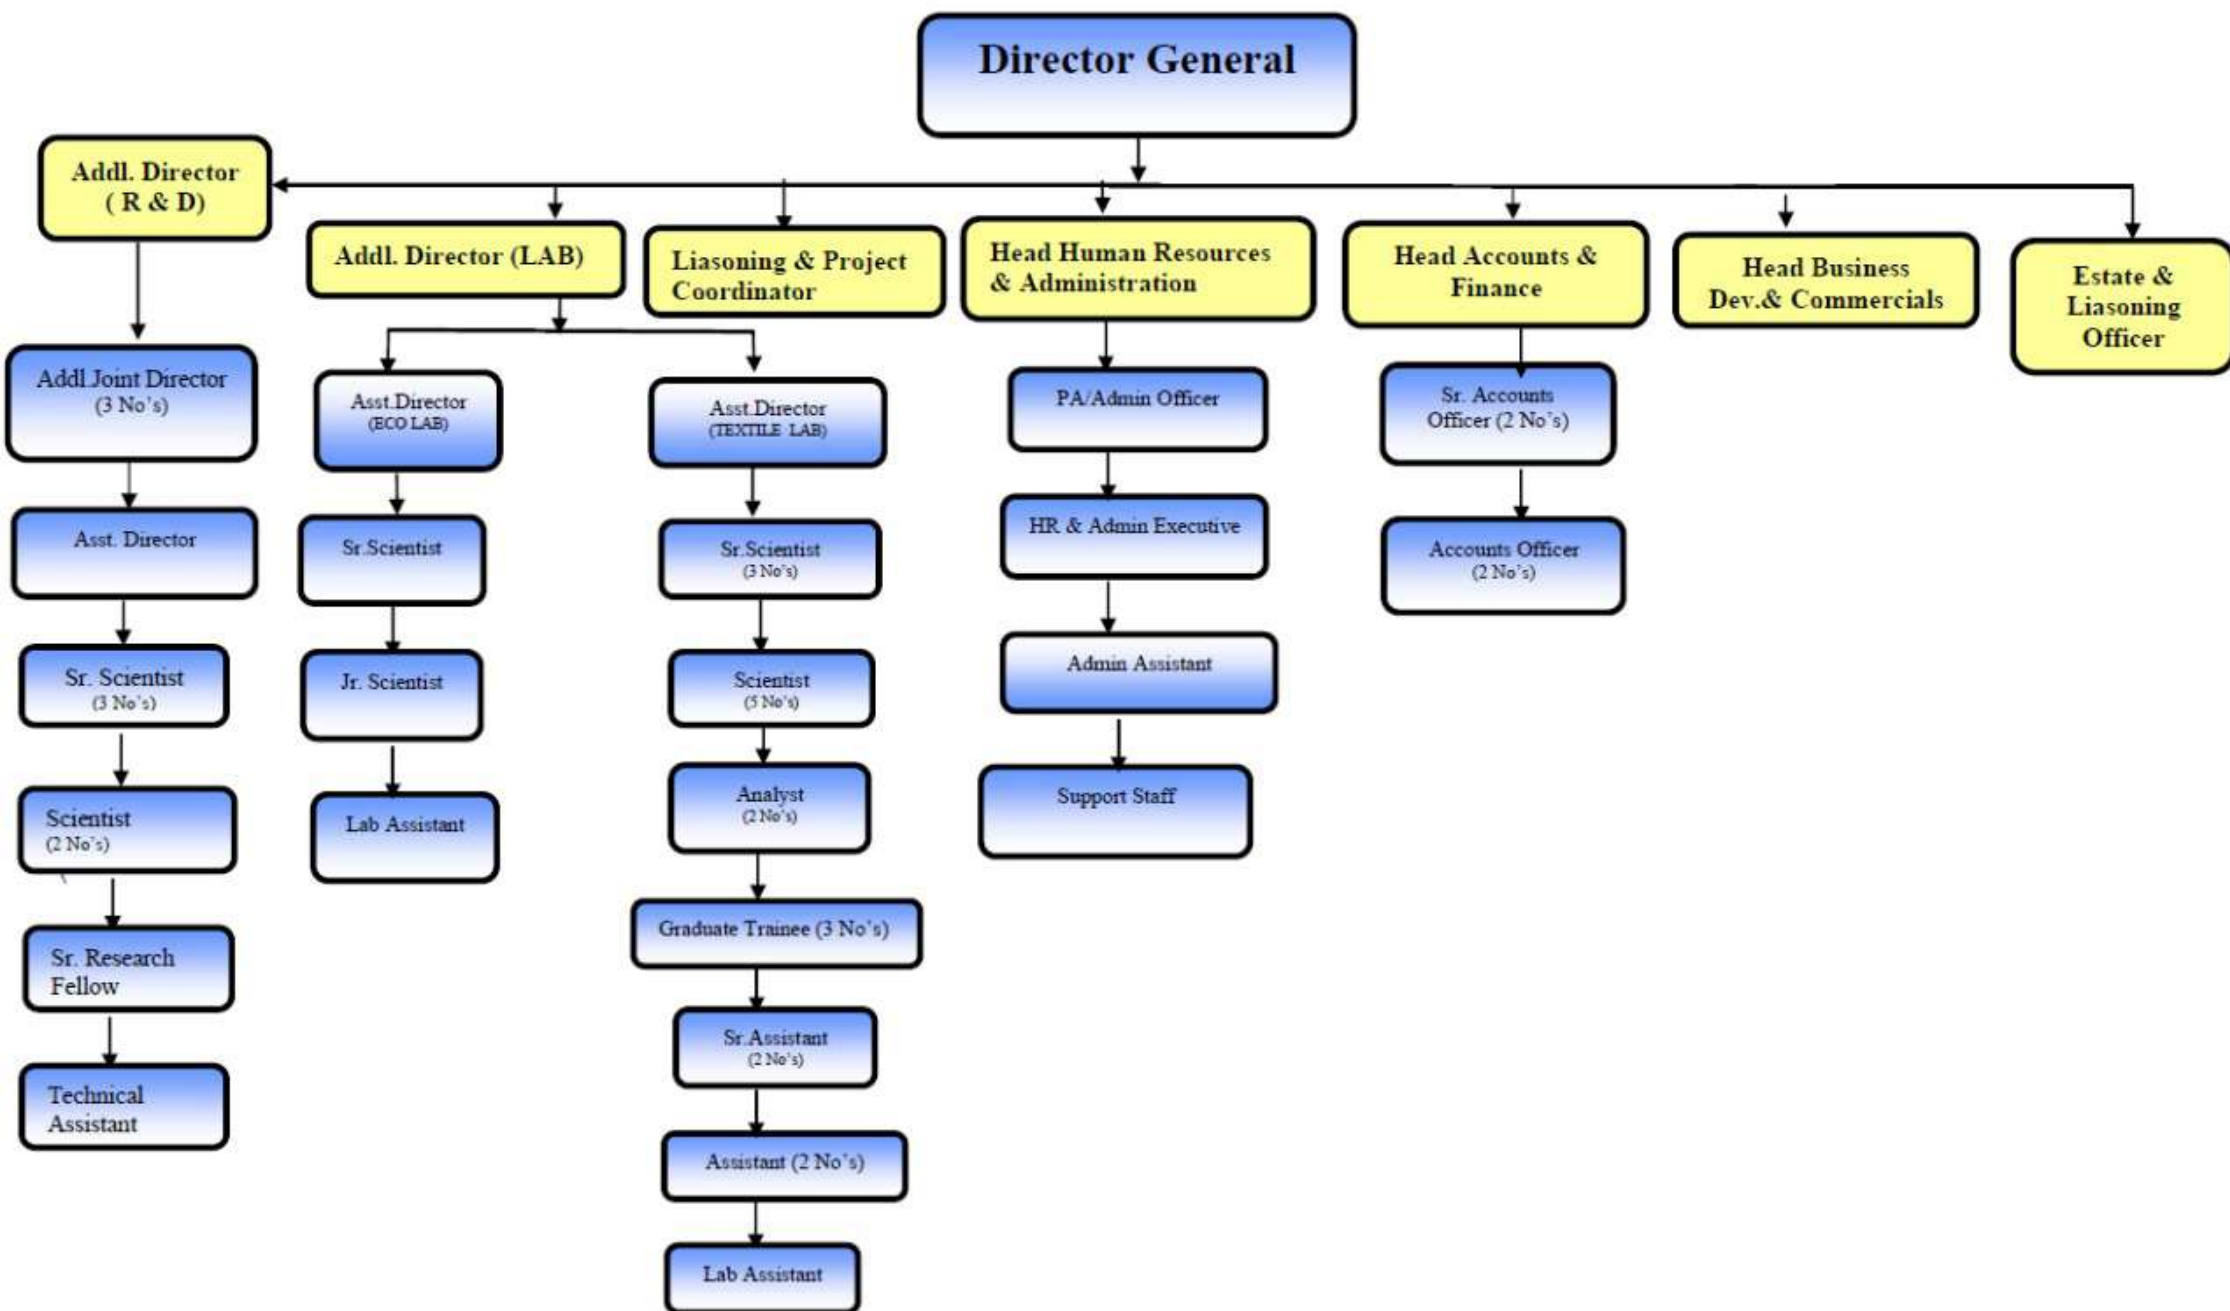 Director General
Addl. Director
( R & D)
Addl. Director (LAB)
Liasoning & Project
Coordinator
Head Human Resources
& Administration
Head Accounts &
Finance
Head Business
Dev.& Commercials
Estate &
Liasoning
Officer
Addl.Joint Director
(3 No's)
Asst. Director
Sr. Scientist
(3 No's)
Scientist
(2 No's)
Sr. Research
Fellow
Technical
Assistant
Asst.Director
(ECO LAB)
Sr.Scientist
Jr. Scientist
Lab Assistant
Asst.Director
(TEXTILE LAB)
Sr.Scientist
(3 No's)
Scientist
(5 No's)
Analyst
(2 No's)
Graduate Trainee (3 No's)
Sr.Assistant
(2 No's)
Assistant (2 No's)
Lab Assistant
PA/Admin Officer
HR & Admin Executive
Admin Assistant
Support Staff
Sr. Accounts
Officer (2 No's)
Accounts Officer
(2 No's)